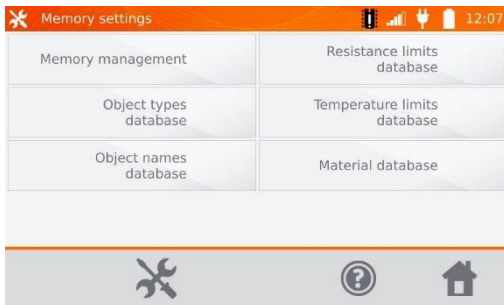 Memory settings
12:07
Memory management
Resistance limits
database
Object types
database
Temperature limits
database
Object names
database
Material database
?